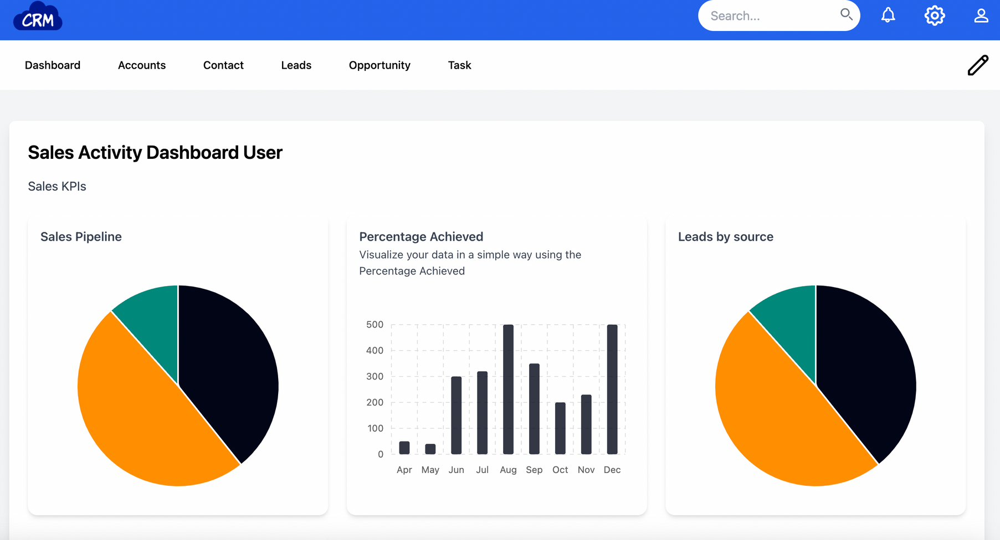 CRM
Search...
Dashboard Accounts Contact Leads Opportunity Task
Sales Activity Dashboard User
Sales KPIs
Sales Pipeline
Percentage Achieved
Visualize your data in a simple way using the
Percentage Achieved
500
400
300
200
100
0
Apr May Jun Jul Aug Sep Oct Nov Dec
Leads by source